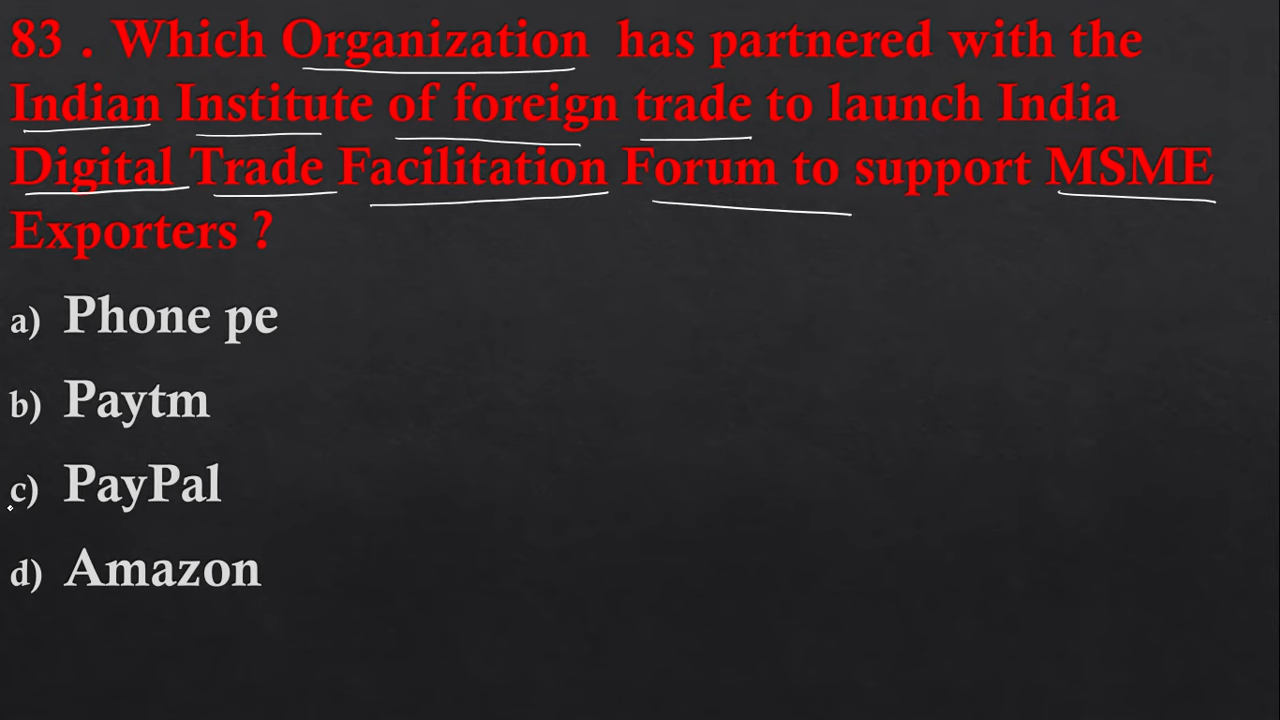 83 . Which Organization has partnered with the
Indian Institute of foreign trade to launch India
Digital Trade Facilitation Forum to support MSME
Exporters ?
a) Phone pe
b) Paytm
c) PayPal
d) Amazon